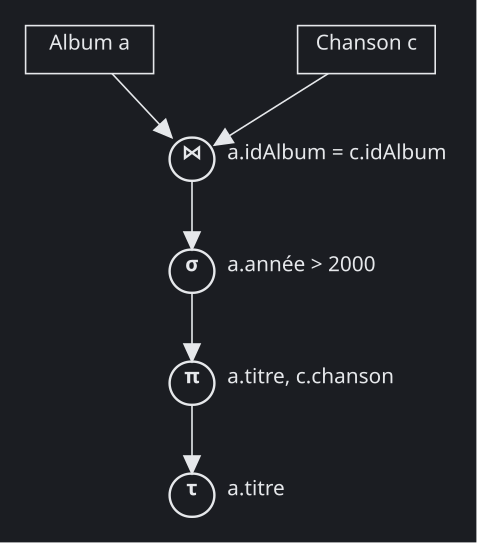 Album a
Chanson c
⋈
a.idAlbum = c.idAlbum
σ
a.année > 2000
π
a.titre, c.chanson
τ
a.titre